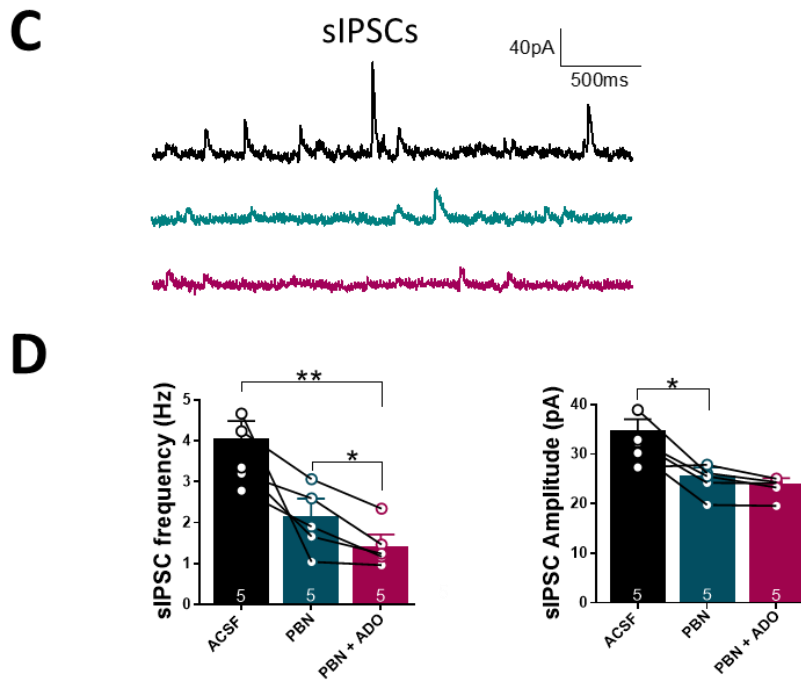 C
sIPSCs
40pA
500ms
D
sIPSC frequency (Hz)
5
4
3
2
1
0
**
*
5
5
5
ACSF
PBN
PBN + ADO
sIPSC Amplitude (pA)
40
30
20
10
0
*
5
5
5
ACSF
PBN
PBN + ADO